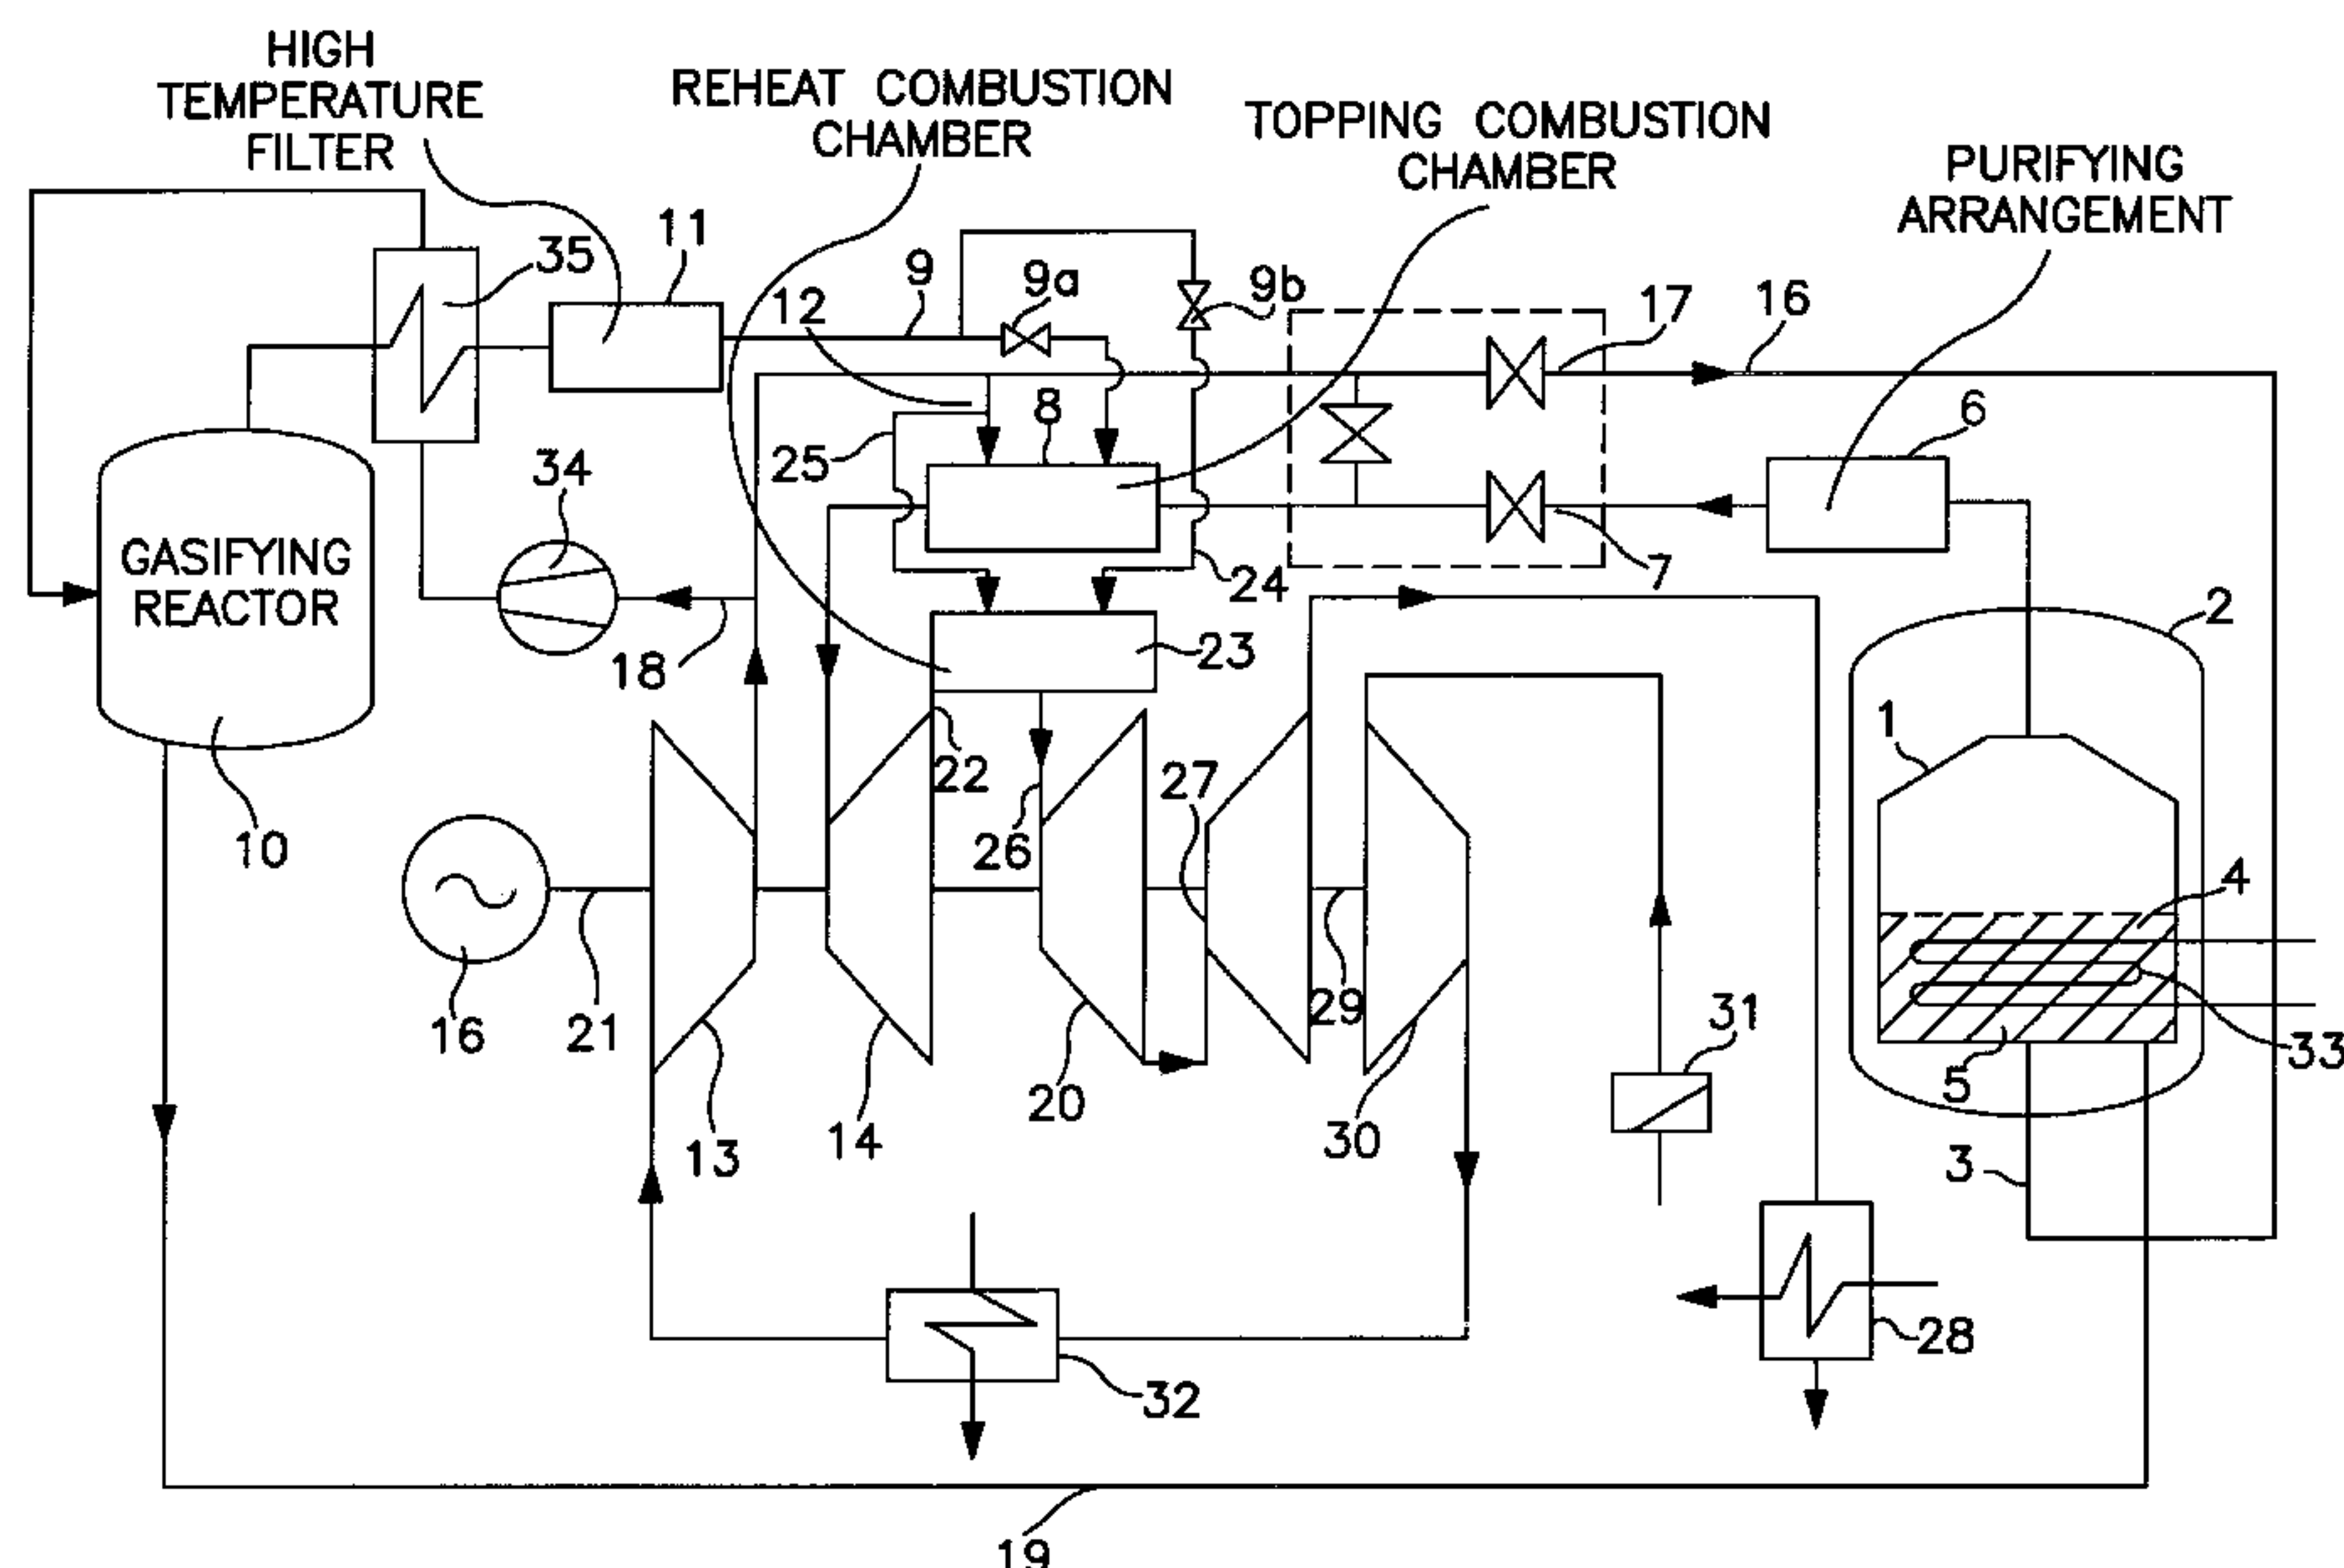 HIGH
TEMPERATURE
FILTER
REHEAT COMBUSTION
CHAMBER
TOPPING COMBUSTION
CHAMBER
PURIFYING
ARRANGEMENT
35
11
9
9a
9b
12
17
16
8
6
25
34
GASIFYING
REACTOR
7
24
2
18
23
1
22
27
10
26
4
16
21
29
31
33
5
20
13
14
30
3
28
32
19